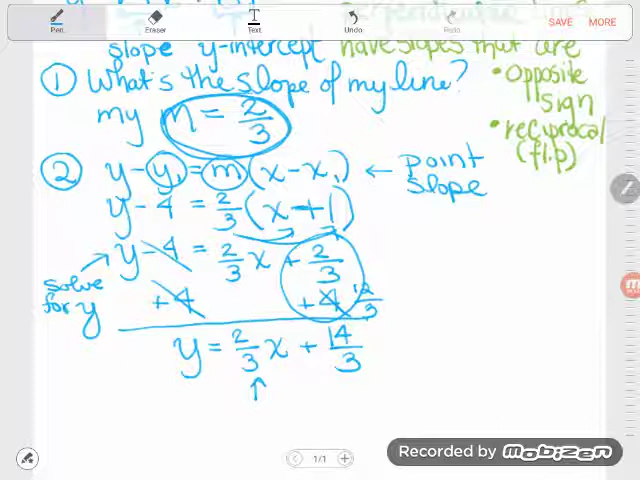 Pen
Eraser
Text
Undo
Redo
SAVE
MORE
slope y-intercept have slopes that are
• opposite
sign
• reciprocal
(flip)
① What's the slope of my line?
my m = 2/3
② y - y₁ = m(x - x₁) ← point
slope
y - 4 = 2/3(x + 1)
y - 4 = 2/3 x + 2/3
solve
for y
+ 4 + 4 12/3
y = 2/3 x + 14/3
↑
1/1
Recorded by mobizen